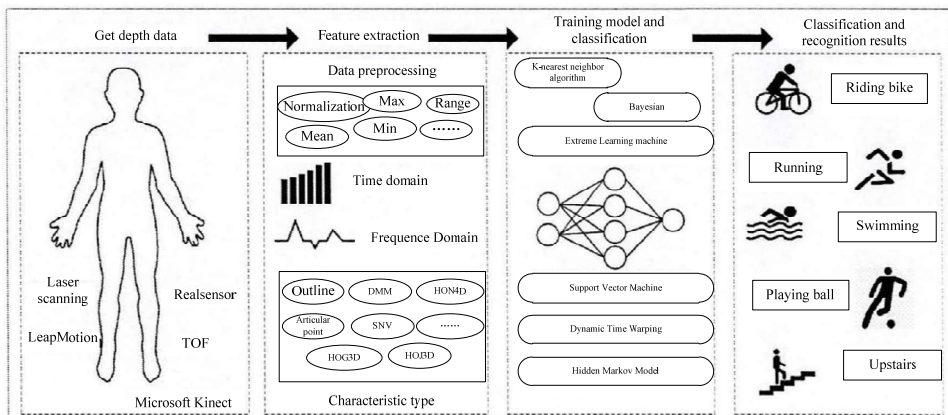 Get depth data
Feature extraction
Training model and
classification
Classification and
recognition results
Laser
scanning
Realsensor
LeapMotion
TOF
Microsoft Kinect
Data preprocessing
Normalization
Max
Range
Mean
Min
......
Time domain
Frequence Domain
Outline
DMM
HON4D
Articular
point
SNV
......
HOG3D
HOJ3D
Characteristic type
K-nearest neighbor
algorithm
Bayesian
Extreme Learning machine
Support Vector Machine
Dynamic Time Warping
Hidden Markov Model
Riding bike
Running
Swimming
Playing ball
Upstairs